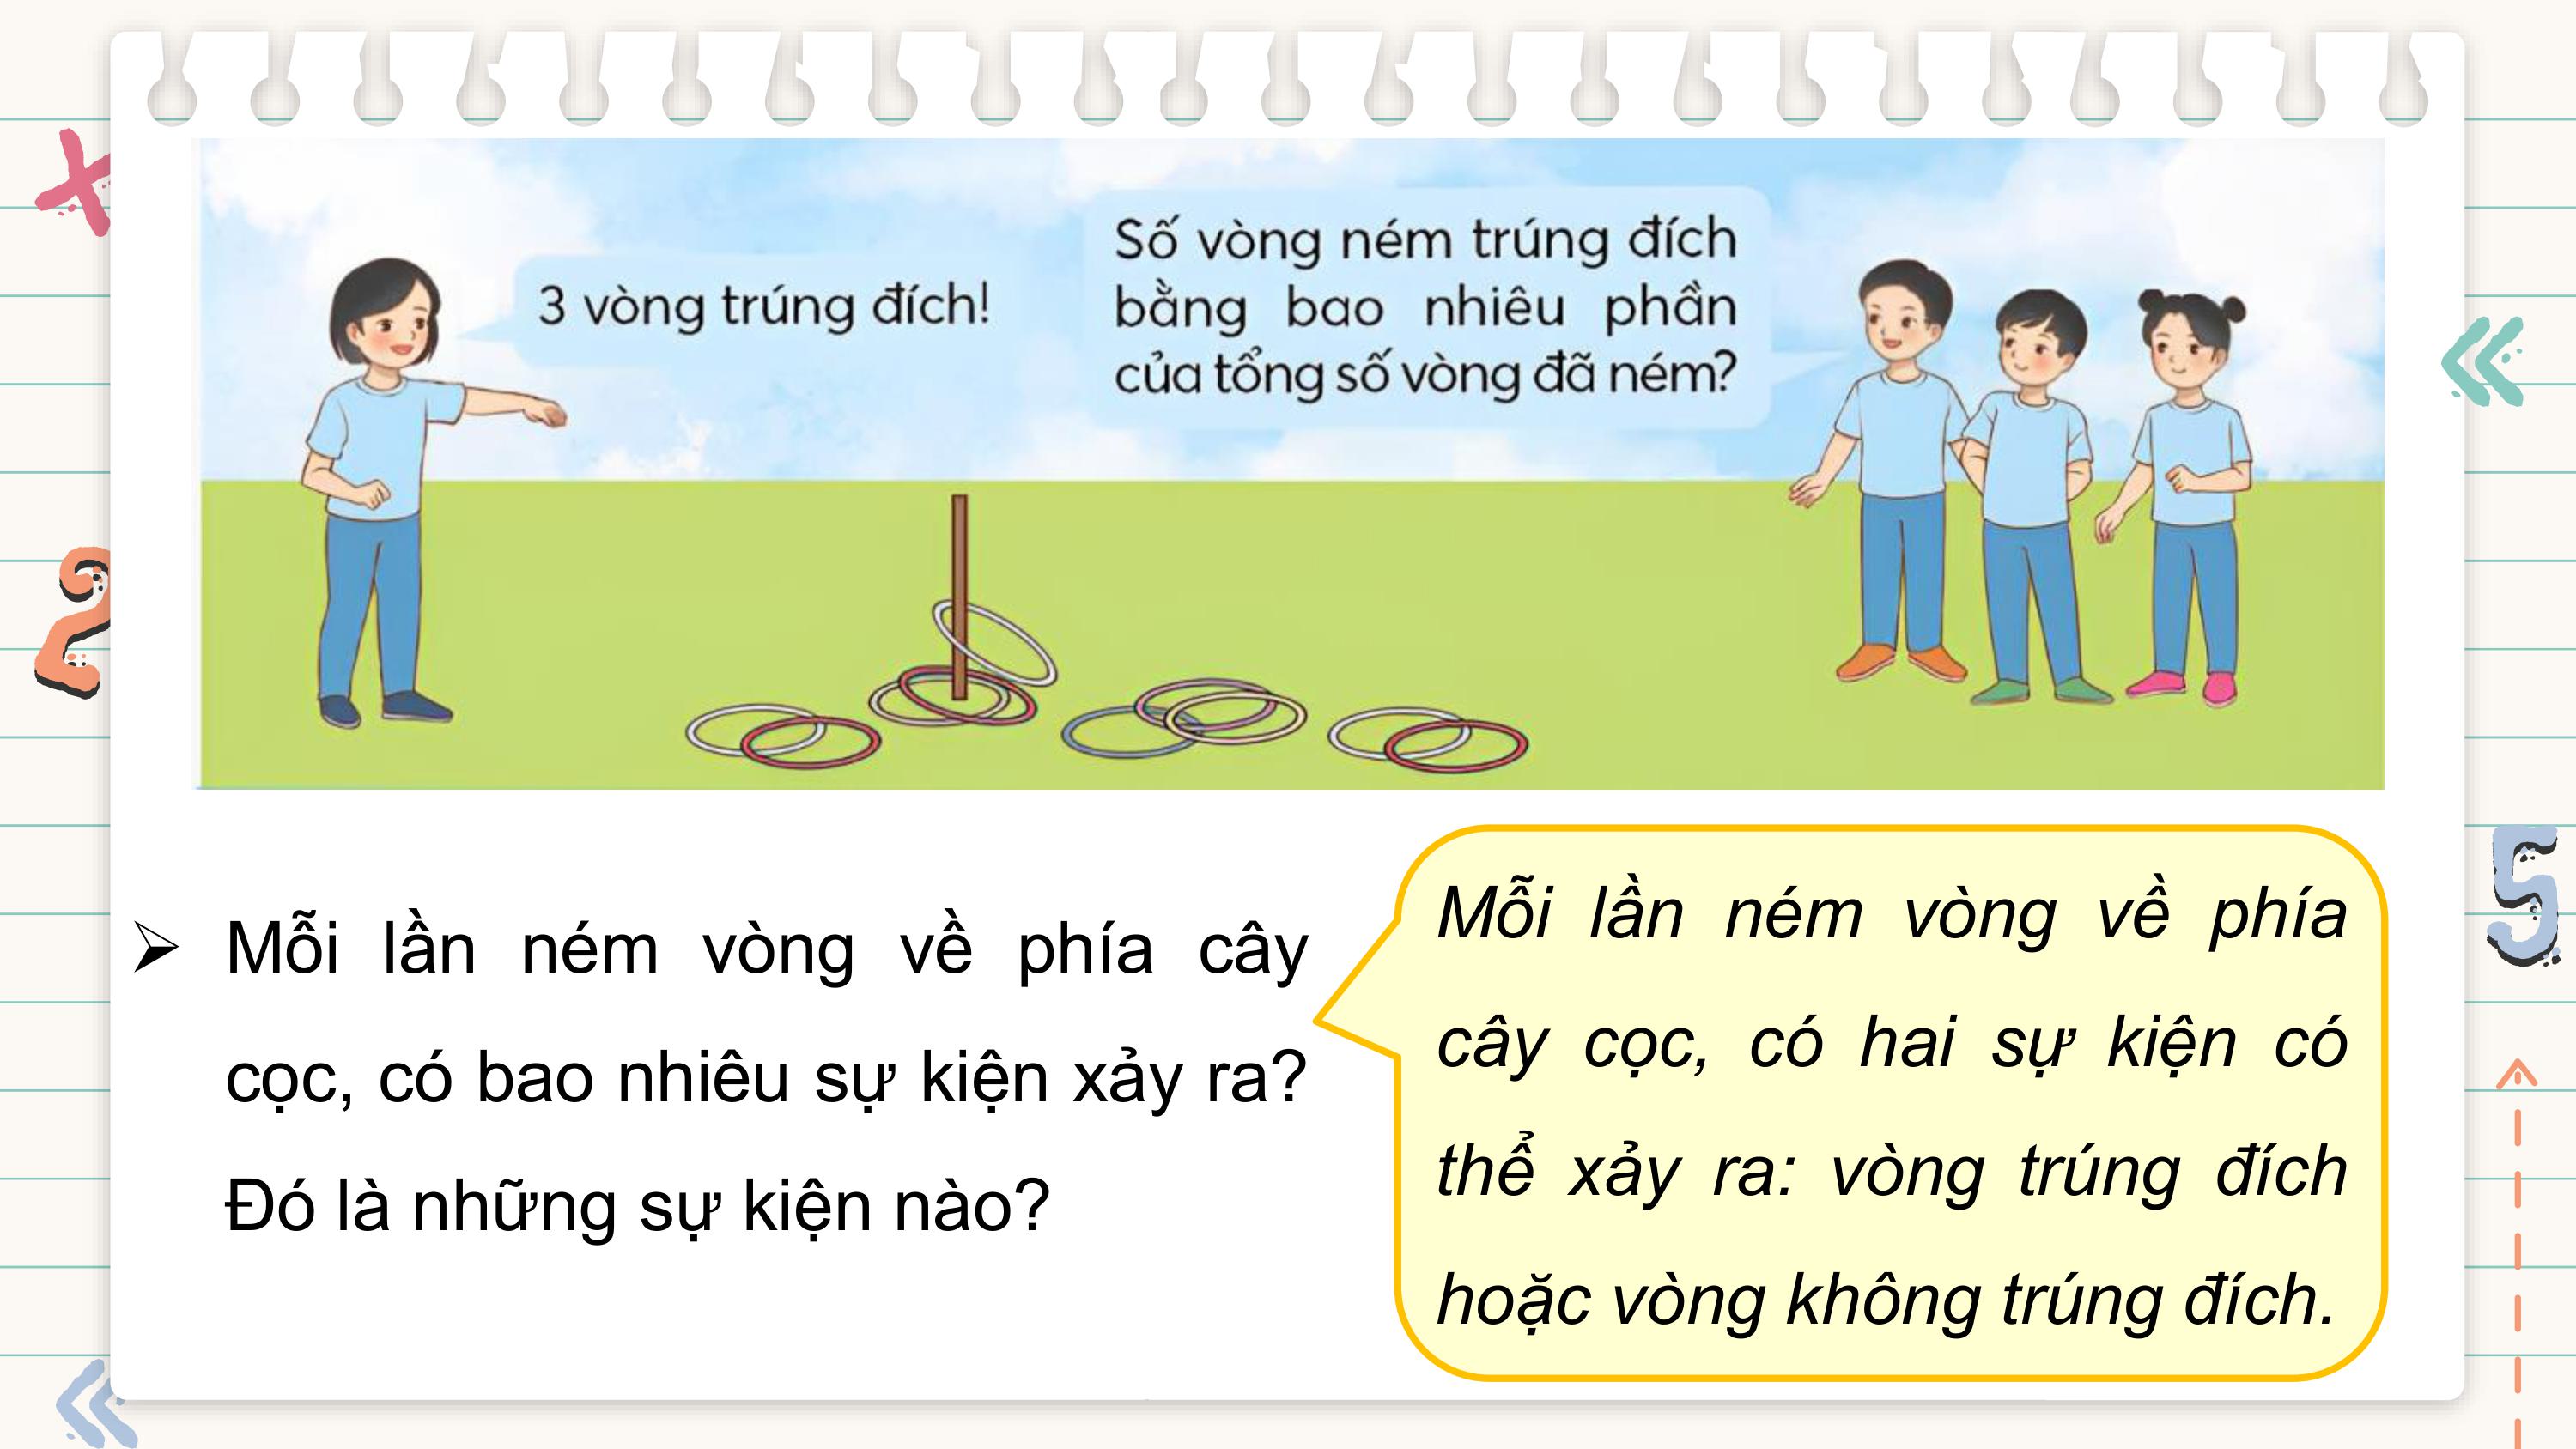 3 vòng trúng đích!
Số vòng ném trúng đích
bằng bao nhiêu phần
của tổng số vòng đã ném?
2
5
➢ Mỗi lần ném vòng về phía cây
cọc, có bao nhiêu sự kiện xảy ra?
Đó là những sự kiện nào?
Mỗi lần ném vòng về phía
cây cọc, có hai sự kiện có
thể xảy ra: vòng trúng đích
hoặc vòng không trúng đích.